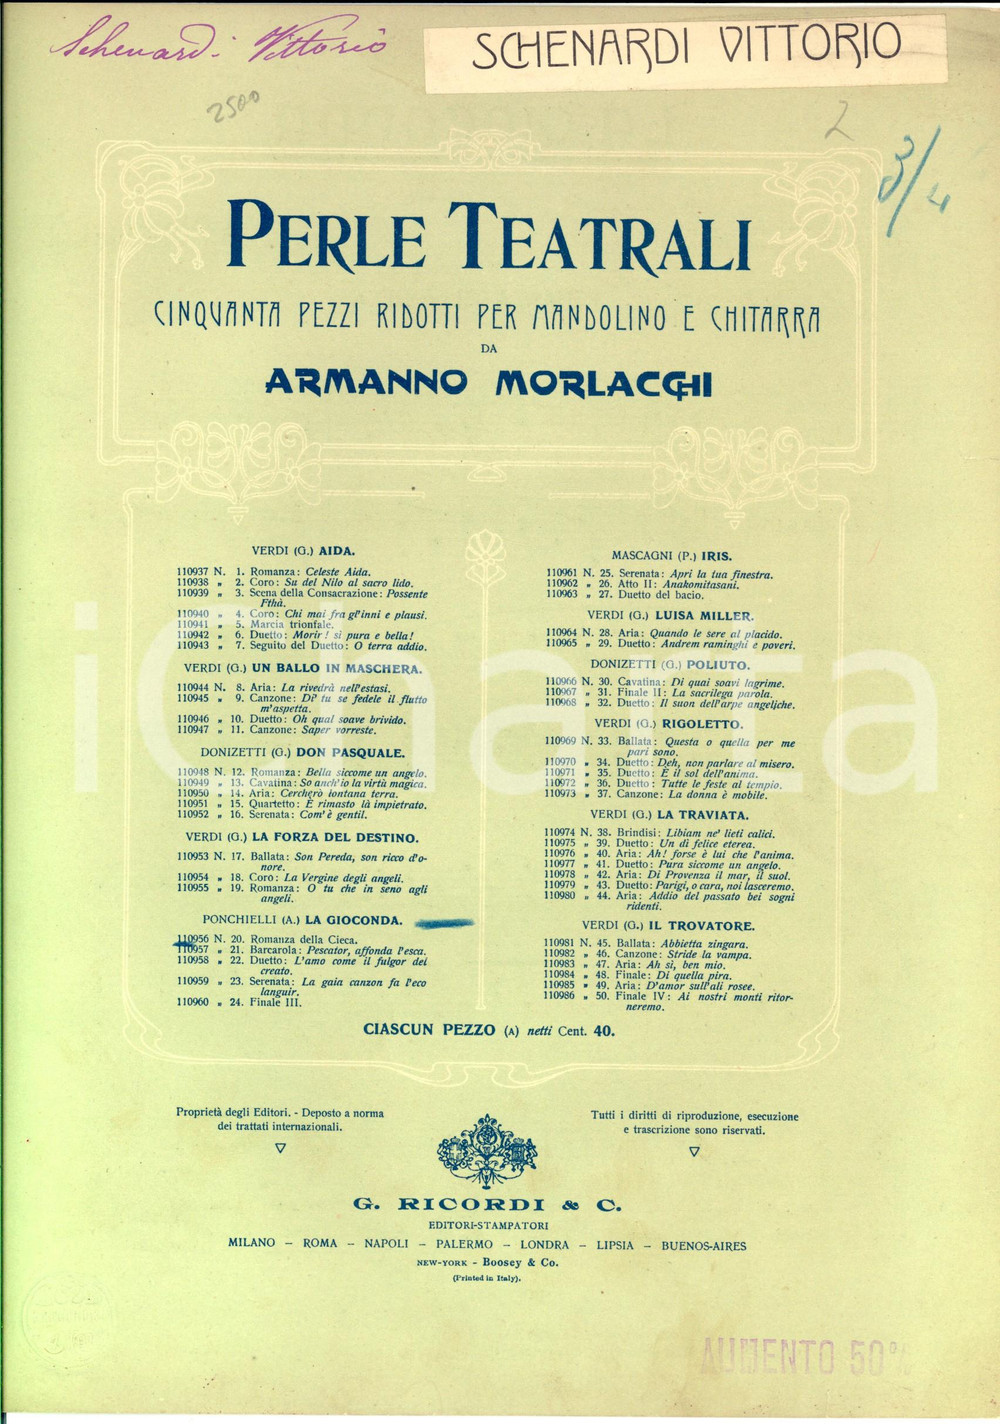 Schenardi Vittorio
SCHENARDI VITTORIO
2500
2
3/4
PERLE TEATRALI
CINQUANTA PEZZI RIDOTTI PER MANDOLINO E CHITARRA
DA
ARMANNO MORLACCHI
VERDI (G.) AIDA.
110937 N. 1. Romanza: Celeste Aida.
110938 „ 2. Coro: Su del Nilo al sacro lido.
110939 „ 3. Scena della Consacrazione: Possente
Fthà.
110940 „ 4. Coro: Chi mai fra gl'inni e plausi.
110941 „ 5. Marcia trionfale.
110942 „ 6. Duetto: Morir! sì pura e bella!
110943 „ 7. Seguito del Duetto: O terra addio.
VERDI (G.) UN BALLO IN MASCHERA.
110944 N. 8. Aria: La rivedrà nell'estasi.
110945 „ 9. Canzone: Di' tu se fedele il flutto
m'aspetta.
110946 „ 10. Duetto: Oh qual soave brivido.
110947 „ 11. Canzone: Saper vorreste.
DONIZETTI (G.) DON PASQUALE.
110948 N. 12. Romanza: Bella siccome un angelo.
110949 „ 13. Cavatina: So anch'io la virtù magica.
110950 „ 14. Aria: Cercherò lontana terra.
110951 „ 15. Quartetto: È rimasto là impietrato.
110952 „ 16. Serenata: Com'è gentil.
VERDI (G.) LA FORZA DEL DESTINO.
110953 N. 17. Ballata: Son Pereda, son ricco d'o-
nore.
110954 „ 18. Coro: La Vergine degli angeli.
110955 „ 19. Romanza: O tu che in seno agli
angeli.
PONCHIELLI (A.) LA GIOCONDA.
110956 N. 20. Romanza della Cieca.
110957 „ 21. Barcarola: Pescator, affonda l'esca.
110958 „ 22. Duetto: L'amo come il fulgor del
creato.
110959 „ 23. Serenata: La gaia canzon fa l'eco
languir.
110960 „ 24. Finale III.
MASCAGNI (P.) IRIS.
110961 N. 25. Serenata: Apri la tua finestra.
110962 „ 26. Atto II: Anakomitasani.
110963 „ 27. Duetto del bacio.
VERDI (G.) LUISA MILLER.
110964 N. 28. Aria: Quando le sere al placido.
110965 „ 29. Duetto: Andrem raminghi e poveri.
DONIZETTI (G.) POLIUTO.
110966 N. 30. Cavatina: Di quai soavi lagrime.
110967 „ 31. Finale II: La sacrilega parola.
110968 „ 32. Duetto: Il suon dell'arpe angeliche.
VERDI (G.) RIGOLETTO.
110969 N. 33. Ballata: Questa o quella per me
pari sono.
110970 „ 34. Duetto: Deh, non parlare al misero.
110971 „ 35. Duetto: È il sol dell'anima.
110972 „ 36. Duetto: Tutte le feste al tempio.
110973 „ 37. Canzone: La donna è mobile.
VERDI (G.) LA TRAVIATA.
110974 N. 38. Brindisi: Libiam ne' lieti calici.
110975 „ 39. Duetto: Un dì felice eterea.
110976 „ 40. Aria: Ah! forse è lui che l'anima.
110977 „ 41. Duetto: Pura siccome un angelo.
110978 „ 42. Aria: Di Provenza il mar, il suol.
110979 „ 43. Duetto: Parigi, o cara, noi lasceremo.
110980 „ 44. Aria: Addio del passato bei sogni
ridenti.
VERDI (G.) IL TROVATORE.
110981 N. 45. Ballata: Abbietta zingara.
110982 „ 46. Canzone: Stride la vampa.
110983 „ 47. Aria: Ah sì, ben mio.
110984 „ 48. Finale: Di quella pira.
110985 „ 49. Aria: D'amor sull'ali rosee.
110986 „ 50. Finale IV: Ai nostri monti ritor-
neremo.
CIASCUN PEZZO (A) netti Cent. 40.
Proprietà degli Editori. - Deposto a norma
dei trattati internazionali.
Tutti i diritti di riproduzione, esecuzione
e trascrizione sono riservati.
G. RICORDI & C.
EDITORI-STAMPATORI
MILANO – ROMA – NAPOLI – PALERMO – LONDRA – LIPSIA – BUENOS-AIRES
NEW-YORK - Boosey & Co.
(Printed in Italy).
AUMENTO 50%